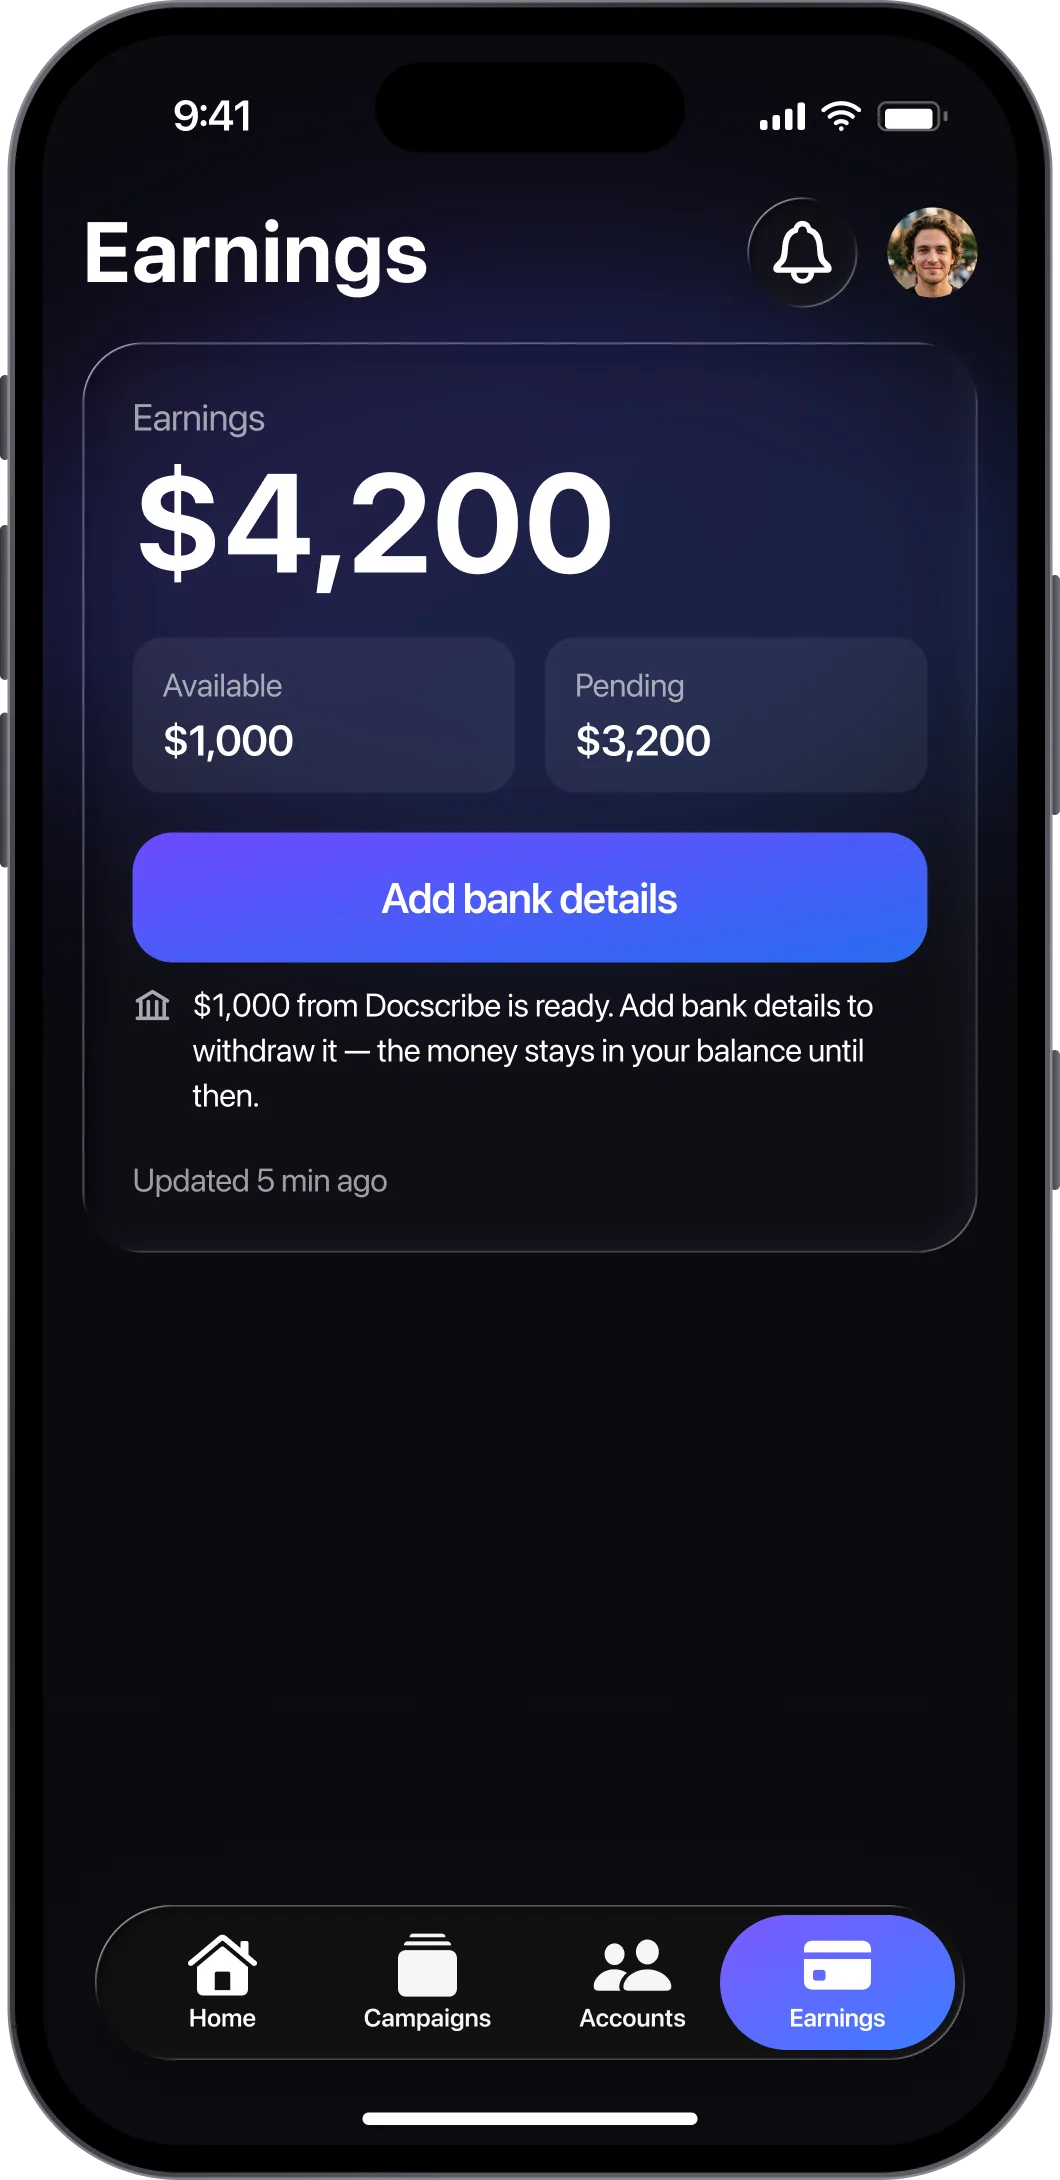 9:41
Earnings
Earnings
$4,200
Available
$1,000
Pending
$3,200
Add bank details
$1,000 from Docscribe is ready. Add bank details to
withdraw it — the money stays in your balance until
then.
Updated 5 min ago
Home
Campaigns
Accounts
Earnings